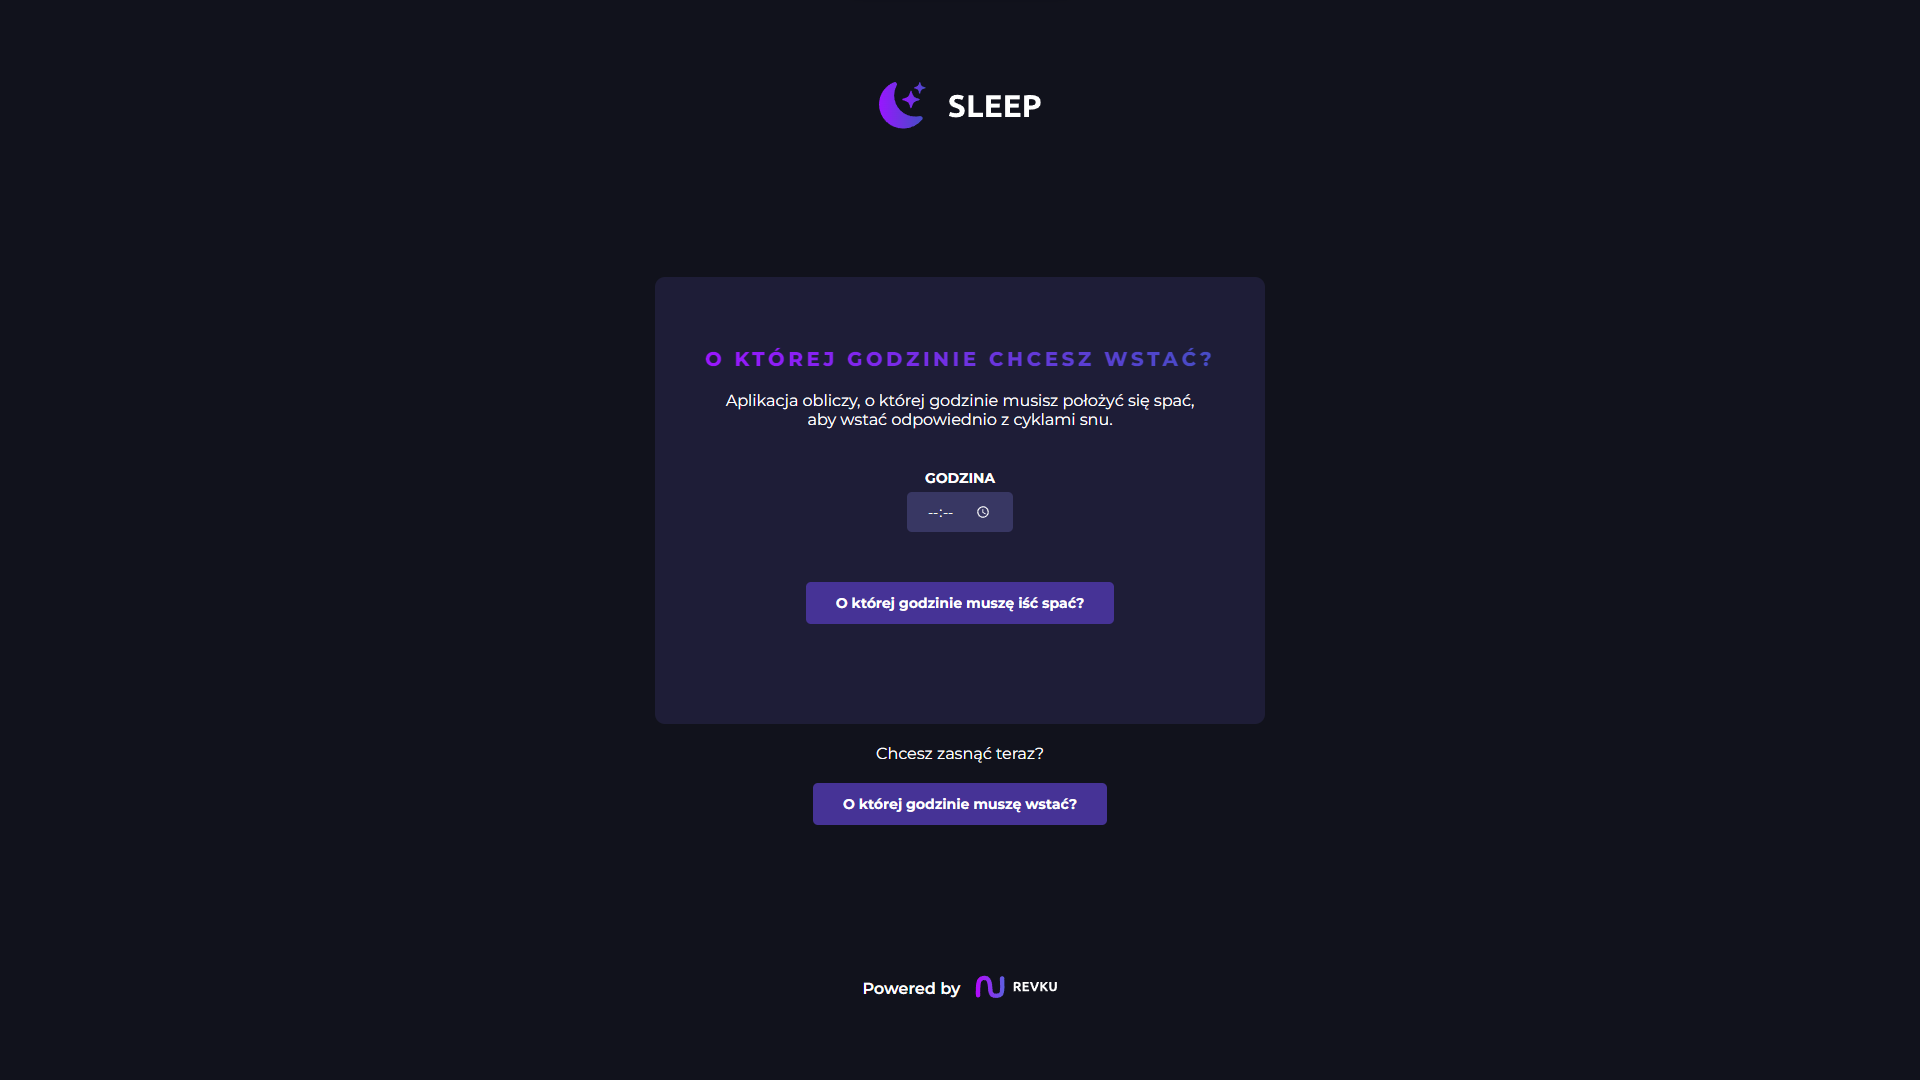 SLEEP
O KTÓREJ GODZINIE CHCESZ WSTAĆ?
Aplikacja obliczy, o której godzinie musisz położyć się spać,
aby wstać odpowiednio z cyklami snu.
GODZINA
--:--
O której godzinie muszę iść spać?
Chcesz zasnąć teraz?
O której godzinie muszę wstać?
Powered by REVKU